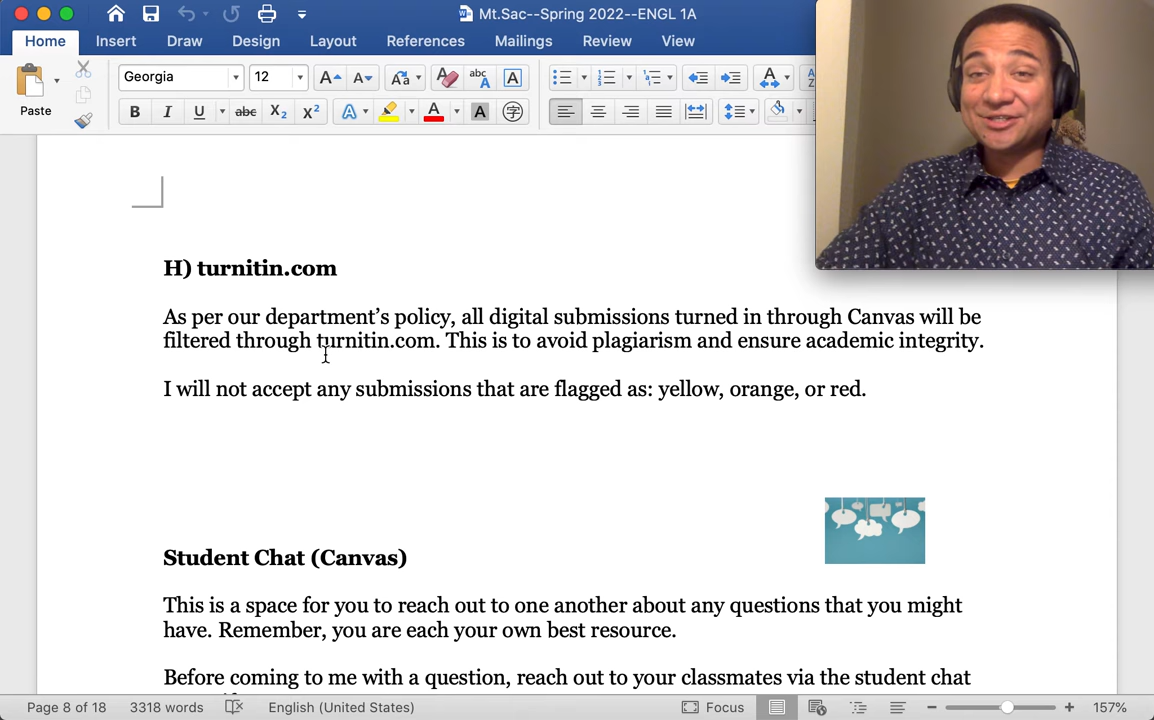 Mt.Sac--Spring 2022--ENGL 1A
Home Insert Draw Design Layout References Mailings Review View
Paste
Georgia 12
H) turnitin.com
As per our department’s policy, all digital submissions turned in through Canvas will be
filtered through turnitin.com. This is to avoid plagiarism and ensure academic integrity.
I will not accept any submissions that are flagged as: yellow, orange, or red.
Student Chat (Canvas)
This is a space for you to reach out to one another about any questions that you might
have. Remember, you are each your own best resource.
Before coming to me with a question, reach out to your classmates via the student chat
Page 8 of 18 3318 words English (United States) Focus 157%